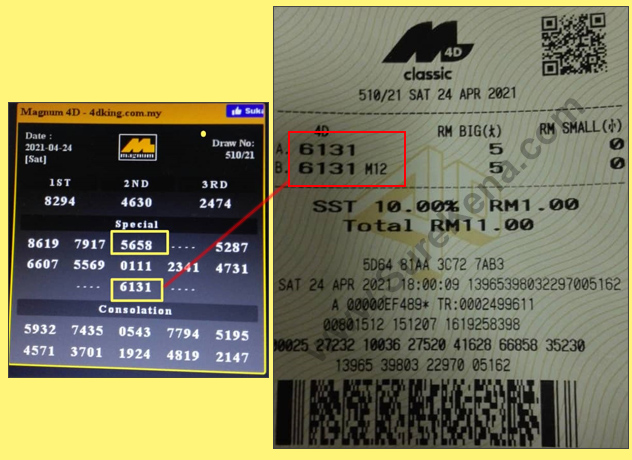 Magnum 4D - 4dking.com.my
Suka
Date :
2021-04-24
[Sat]
M
magnum
Draw No:
510/21
1ST 2ND 3RD
8294 4630 2474
Special
8619 7917 5658 ---- 5287
6607 5569 0111 2341 4731
---- 6131 ----
Consolation
5932 7435 0543 7794 5195
4571 3701 1924 4819 2147
M 4D
classic
510/21 SAT 24 APR 2021
4D RM BIG(大) RM SMALL(小)
A. 6131 5 0
B. 6131 M12 5 0
SST 10.00% RM1.00
Total RM11.00
5D64 81AA 3C72 7AB3
SAT 24 APR 2021 18:00:09 13965398032297005162
A 00000EF489* TR:0002499611
00801512 151207 1619258398
00025 27232 10036 27520 41628 66858 35230
13965 39803 22970 05162